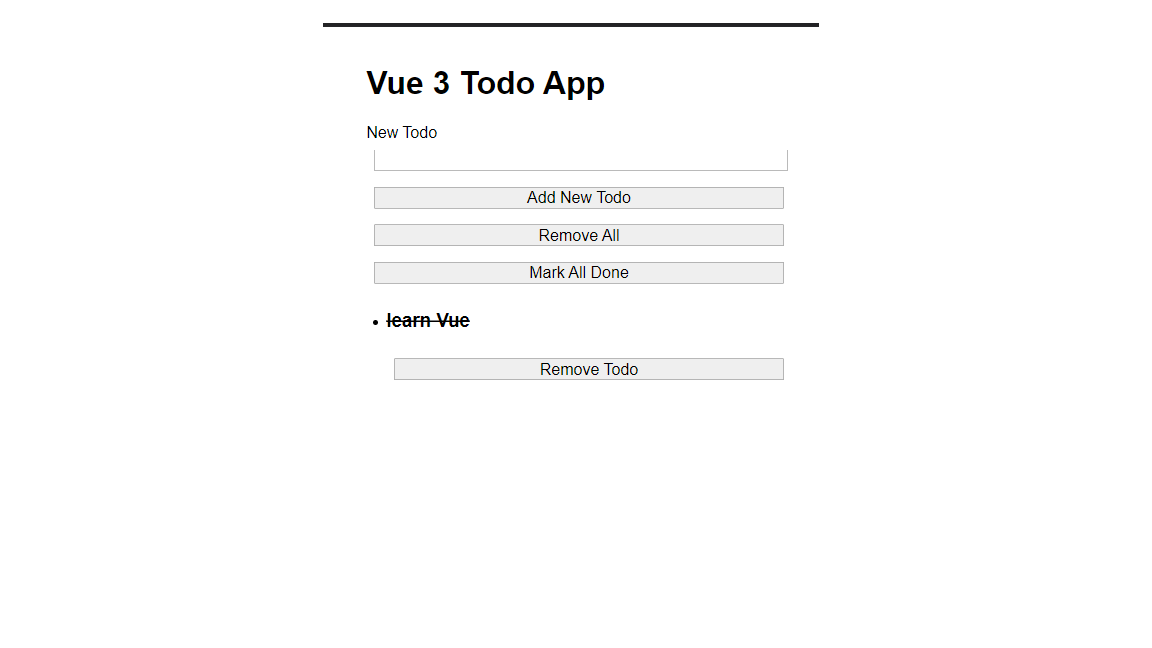 Vue 3 Todo App
New Todo
Add New Todo
Remove All
Mark All Done
learn Vue
Remove Todo